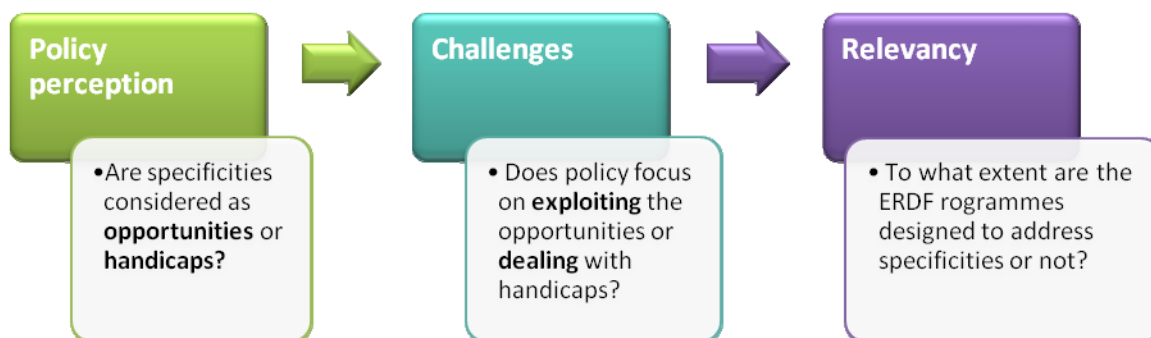 Policy
perception
•Are specificities
considered as
opportunities or
handicaps?
Challenges
• Does policy focus
on exploiting the
opportunities or
dealing with
handicaps?
Relevancy
• To what extent are the
ERDF rogrammes
designed to address
specificities or not?